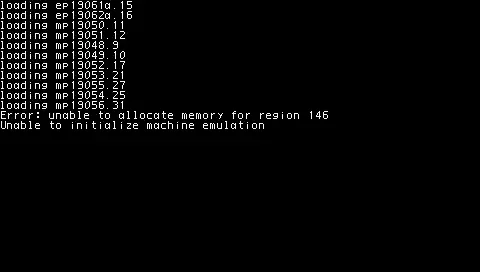 loading ep19061a.15
loading ep19062a.16
loading mp19050.11
loading mp19051.12
loading mp19048.9
loading mp19049.10
loading mp19052.17
loading mp19053.21
loading mp19055.27
loading mp19054.25
loading mp19056.31
Error: unable to allocate memory for region 146
Unable to initialize machine emulation